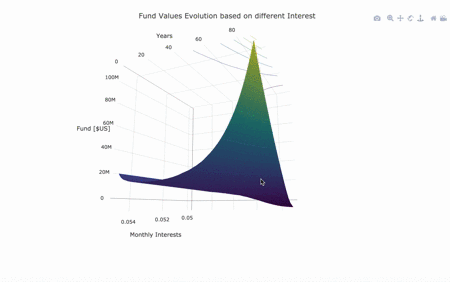 Fund Values Evolution based on different Interest
Years
80
60
40
20
0
100M
80M
60M
Fund [$US]
40M
20M
0
0.054
0.052
0.05
Monthly Interests